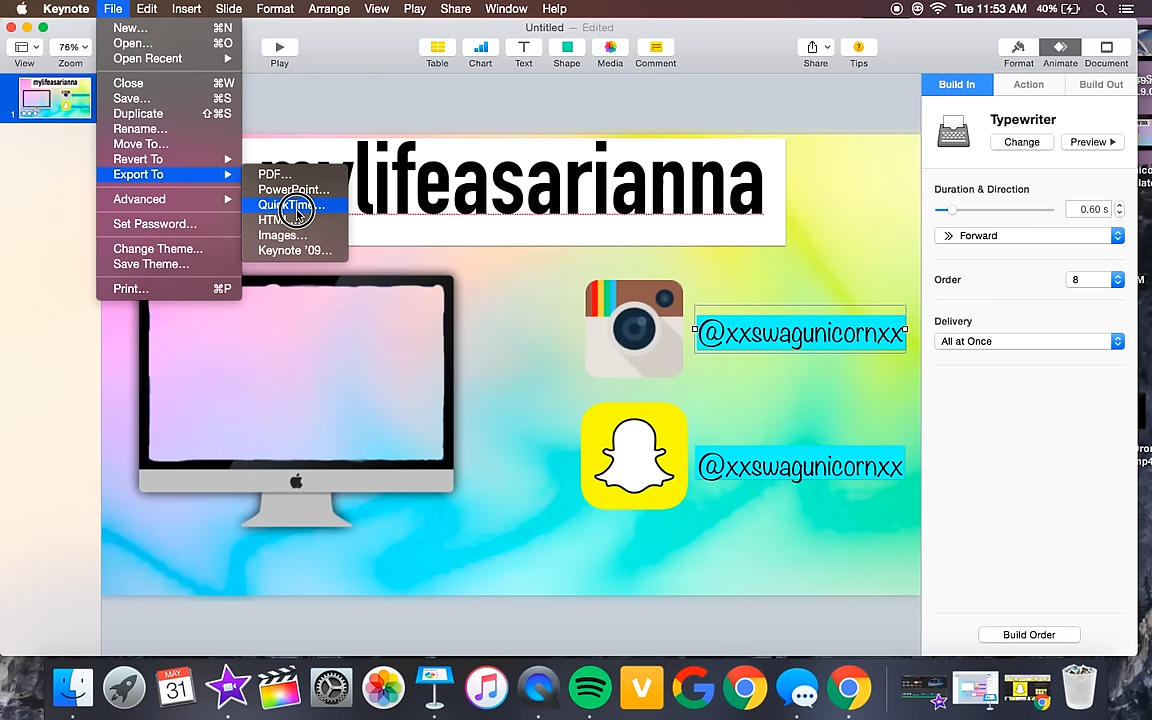 Keynote File Edit Insert Slide Format Arrange View Play Share Window Help Tue 11:53 AM 40%
Untitled — Edited
76%
View Zoom Play Table Chart Text Shape Media Comment Share Tips Format Animate Document
New... ⌘N
Open... ⌘O
Open Recent
Close ⌘W
Save... ⌘S
Duplicate ⇧⌘S
Rename...
Move To...
Revert To
Export To
Advanced
Set Password...
Change Theme...
Save Theme...
Print... ⌘P
PDF...
PowerPoint...
QuickTime...
Images...
Keynote '09...
1
mylifeasarianna
mylifeasarianna
@xxswagunicornxx
@xxswagunicornxx
Build In Action Build Out
Typewriter
Change Preview
Duration & Direction
0.60 s
Forward
Order 8
Delivery
All at Once
Build Order
MAY
31